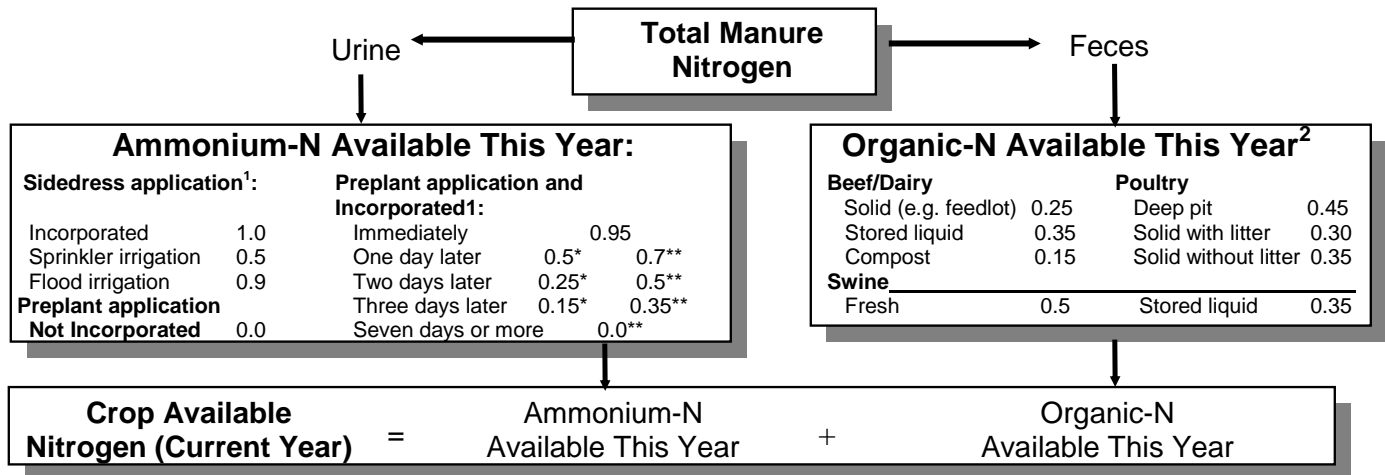 Total Manure
Nitrogen
Urine
Feces
Ammonium-N Available This Year:
Sidedress application¹:
Incorporated 1.0
Sprinkler irrigation 0.5
Flood irrigation 0.9
Preplant application
Not Incorporated 0.0
Preplant application and
Incorporated1:
Immediately 0.95
One day later 0.5* 0.7**
Two days later 0.25* 0.5**
Three days later 0.15* 0.35**
Seven days or more 0.0**
Organic-N Available This Year²
Beef/Dairy
Solid (e.g. feedlot) 0.25
Stored liquid 0.35
Compost 0.15
Poultry
Deep pit 0.45
Solid with litter 0.30
Solid without litter 0.35
Swine
Fresh 0.5 Stored liquid 0.35
Crop Available
Nitrogen (Current Year)
=
Ammonium-N
Available This Year
+
Organic-N
Available This Year